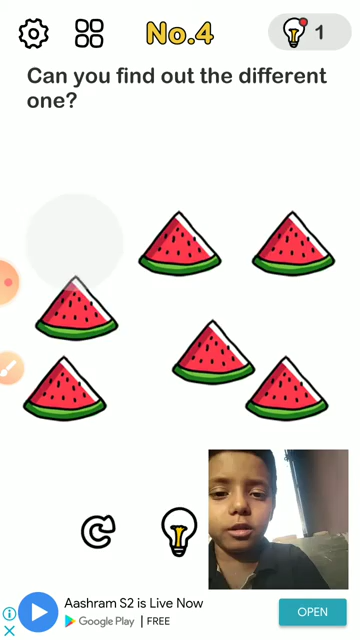 No.4
1
Can you find out the different
one?
Aashram S2 is Live Now
Google Play | FREE
OPEN